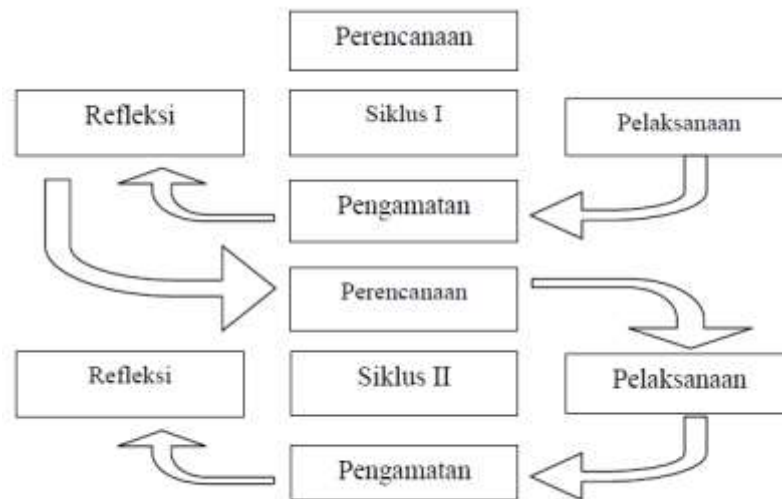 Perencanaan
Refleksi
Siklus I
Pelaksanaan
Pengamatan
Perencanaan
Refleksi
Siklus II
Pelaksanaan
Pengamatan